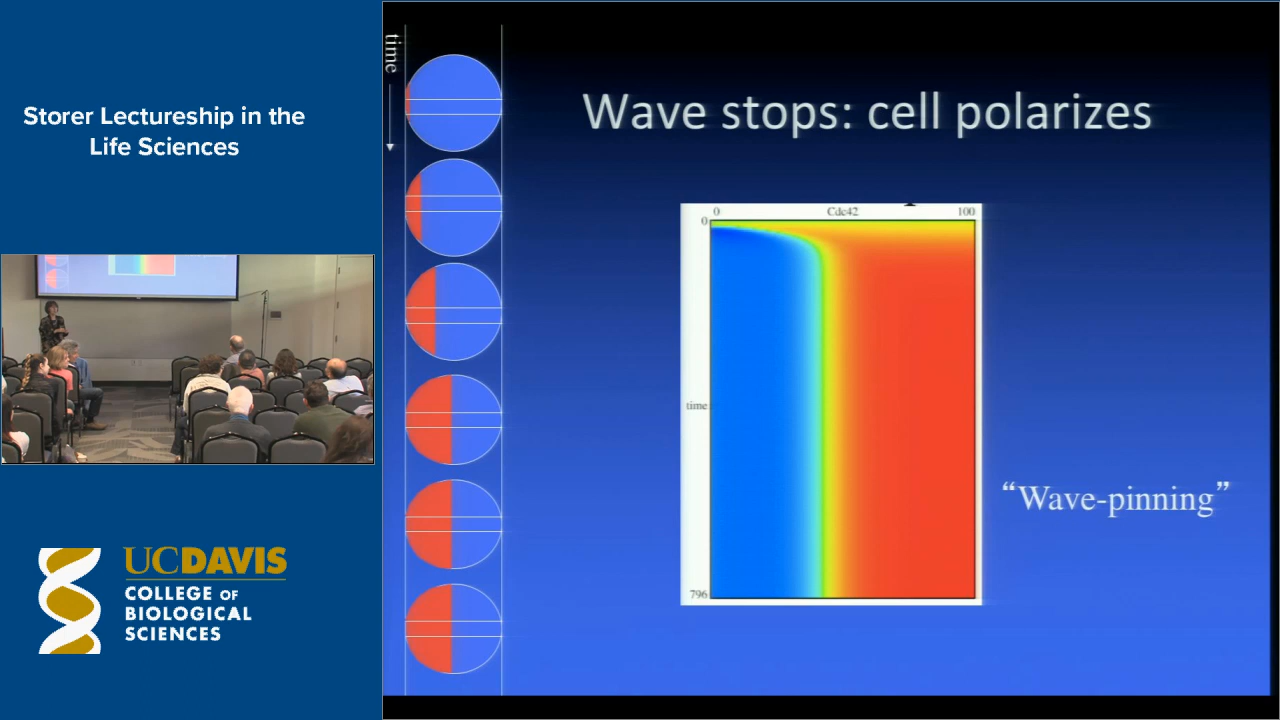 Storer Lectureship in the
Life Sciences
UCDAVIS
COLLEGE OF
BIOLOGICAL
SCIENCES
time
Wave stops: cell polarizes
0 Cdc42 100
0
time
796
“Wave-pinning”